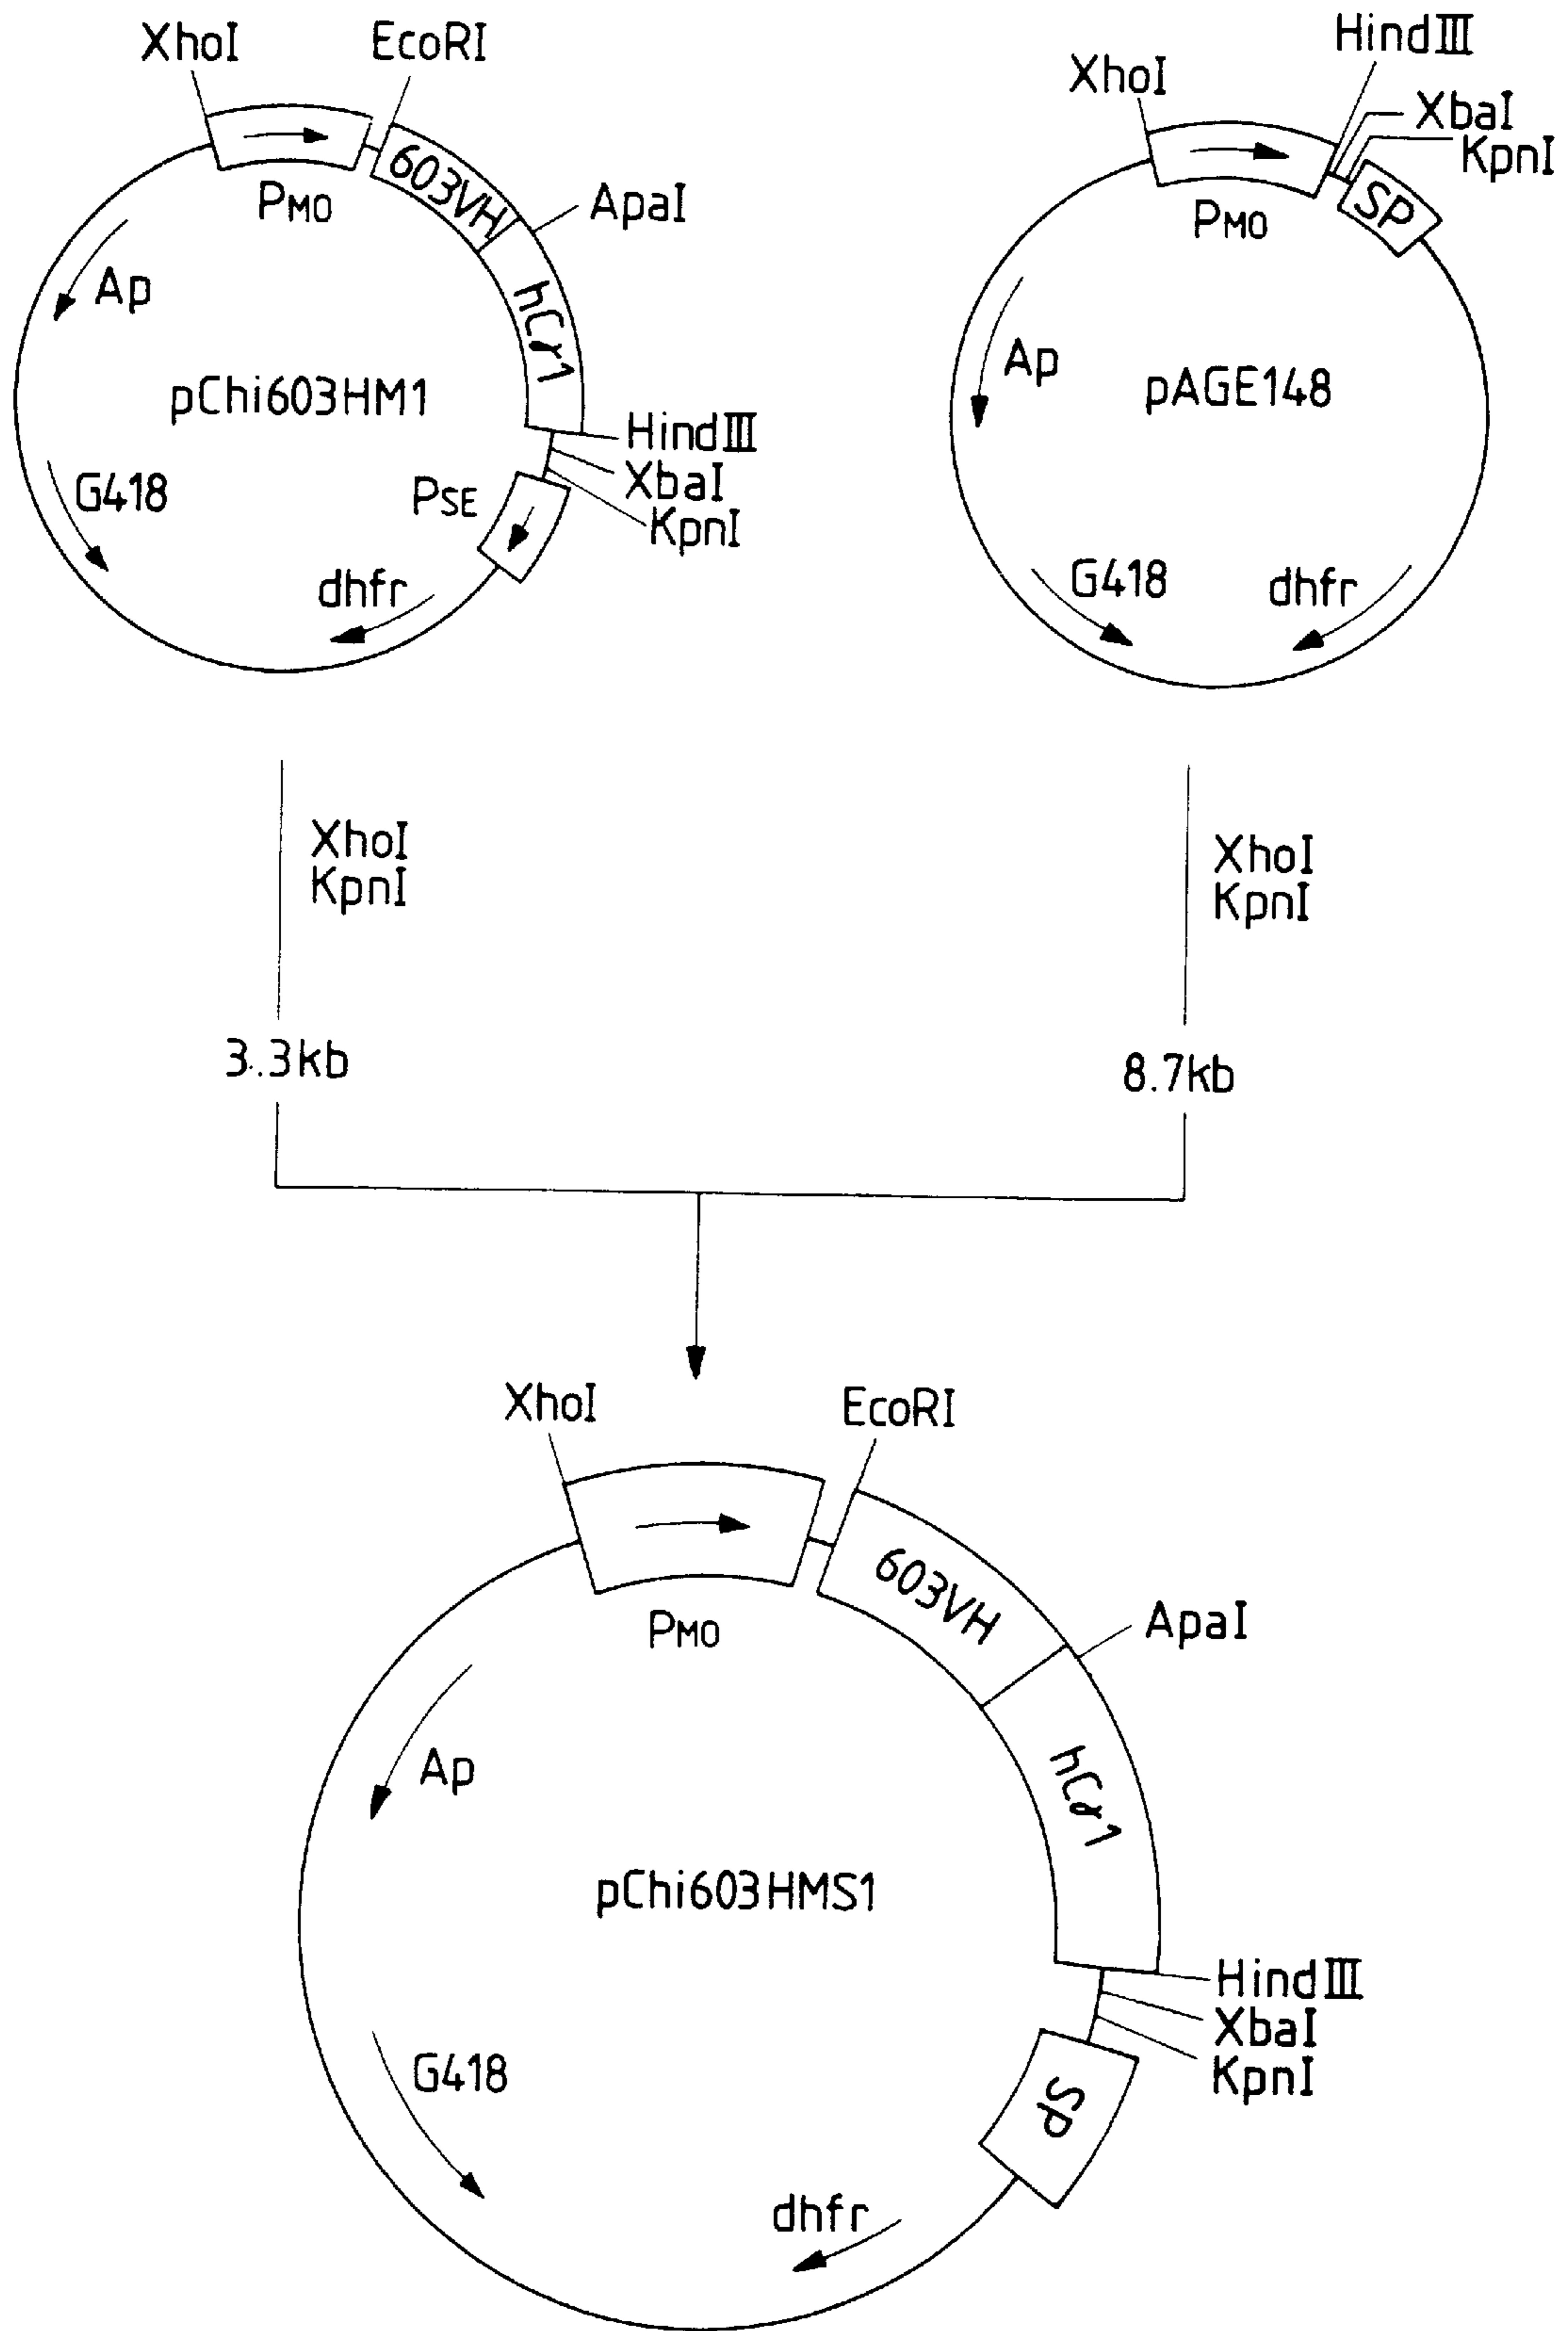 XhoI
EcoRI
PMO
603VH
ApaI
Ap
hCγ1
pChi603HM1
HindIII
XbaI
KpnI
G418
PSE
dhfr
HindIII
XhoI
XbaI
KpnI
PMO
SP
Ap
pAGE148
G418
dhfr
XhoI
KpnI
3.3kb
XhoI
KpnI
8.7kb
XhoI
EcoRI
PMO
603VH
ApaI
Ap
hCγ1
pChi603HMS1
HindIII
XbaI
KpnI
G418
SP
dhfr